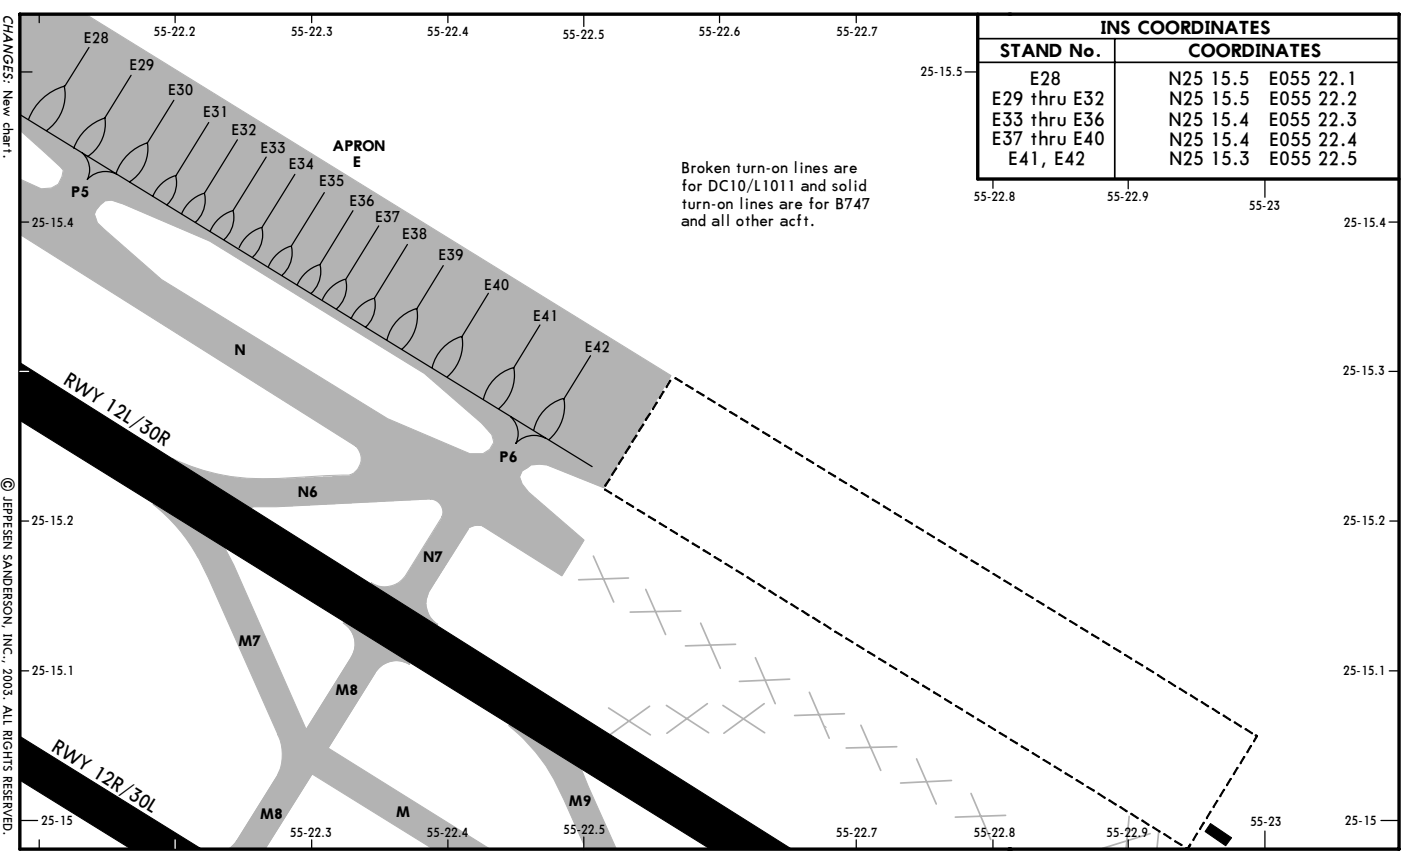 CHANGES: New chart.
© JEPPESEN SANDERSON, INC., 2003. ALL RIGHTS RESERVED.
55-22.2
55-22.3
55-22.4
55-22.5
55-22.6
55-22.7
INS COORDINATES
STAND No. COORDINATES
E28 N25 15.5 E055 22.1
E29 thru E32 N25 15.5 E055 22.2
E33 thru E36 N25 15.4 E055 22.3
E37 thru E40 N25 15.4 E055 22.4
E41, E42 N25 15.3 E055 22.5
25-15.5
55-22.8
55-22.9
55-23
E28
E29
E30
E31
E32
E33
E34
E35
E36
E37
E38
E39
E40
E41
E42
APRON
E
Broken turn-on lines are
for DC10/L1011 and solid
turn-on lines are for B747
and all other acft.
P5
25-15.4
25-15.4
N
25-15.3
RWY 12L/30R
P6
N6
25-15.2
25-15.2
N7
M7
25-15.1
25-15.1
M8
RWY 12R/30L
M8
M
M9
25-15
55-22.3
55-22.4
55-22.5
55-22.7
55-22.8
55-22.9
55-23
25-15